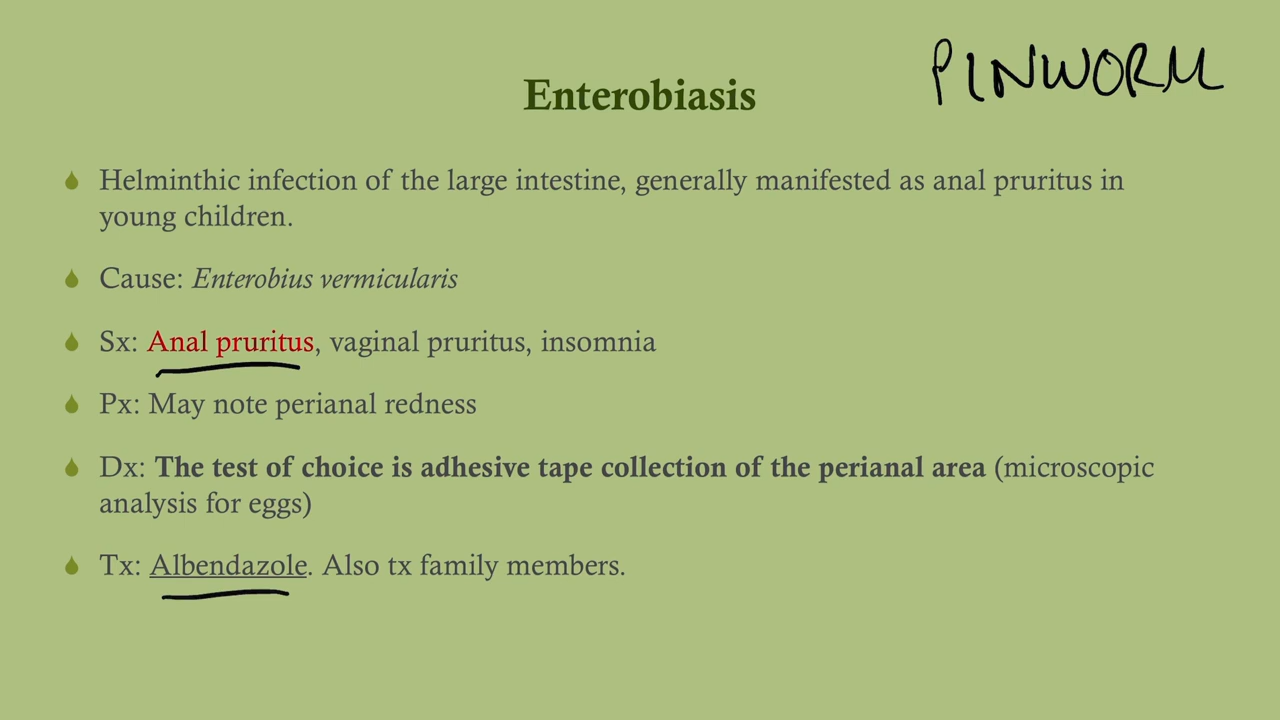 PINWORM
Enterobiasis
Helminthic infection of the large intestine, generally manifested as anal pruritus in
young children.
Cause: Enterobius vermicularis
Sx: Anal pruritus, vaginal pruritus, insomnia
Px: May note perianal redness
Dx: The test of choice is adhesive tape collection of the perianal area (microscopic
analysis for eggs)
Tx: Albendazole. Also tx family members.